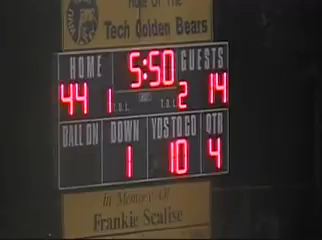 Home Of The
Tech Golden Bears
HOME 5:50 GUESTS
44 1 T.O.L. T.O.L. 2 14
BALL ON DOWN YDS TO GO QTR
1 10 4
In Memory Of
Frankie Scalise